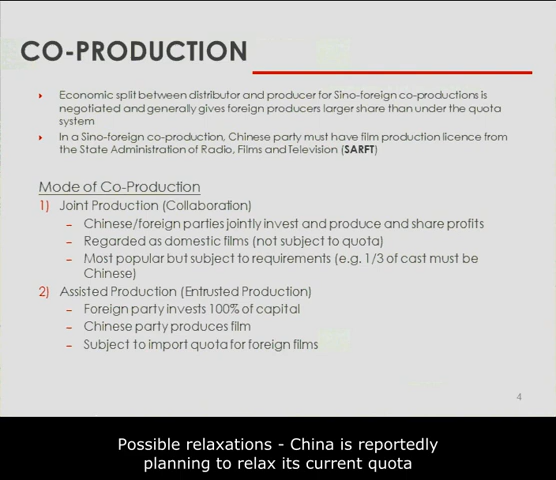 CO-PRODUCTION
Economic split between distributor and producer for Sino-foreign co-productions is
negotiated and generally gives foreign producers larger share than under the quota
system
In a Sino-foreign co-production, Chinese party must have film production licence from
the State Administration of Radio, Films and Television (SARFT)
Mode of Co-Production
1) Joint Production (Collaboration)
– Chinese/foreign parties jointly invest and produce and share profits
– Regarded as domestic films (not subject to quota)
– Most popular but subject to requirements (e.g. 1/3 of cast must be
Chinese)
2) Assisted Production (Entrusted Production)
– Foreign party invests 100% of capital
– Chinese party produces film
– Subject to import quota for foreign films
4
Possible relaxations - China is reportedly
planning to relax its current quota